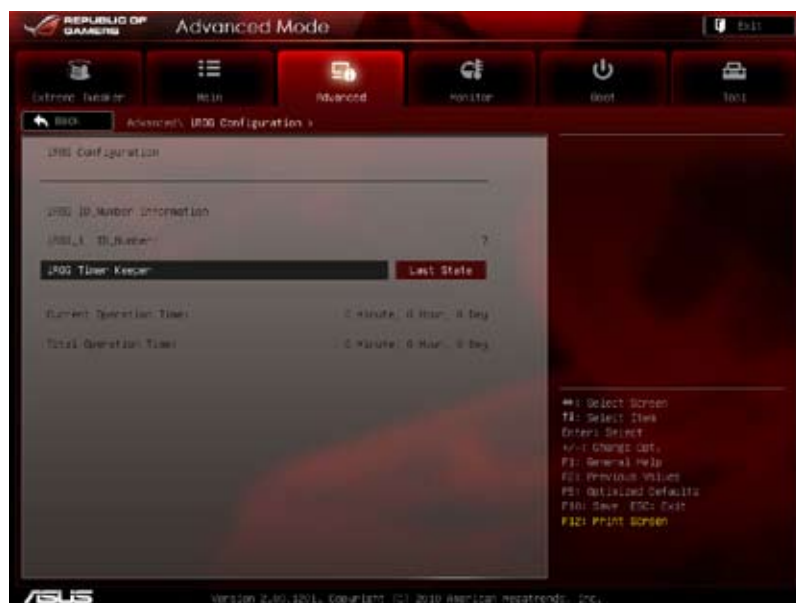 REPUBLIC OF GAMERS
Advanced Mode
Exit
Extreme Tweaker
Main
Advanced
Monitor
Boot
Tool
Back
Advanced\ iROG Configuration >
iROG Configuration
iROG ID_Number Information
iROG_1 ID_Number:
iROG Timer Keeper
Last State
Current Operation Time:
Minute, 0 Hour, 0 Day
Total Operation Time:
Minute, 0 Hour, 0 Day
→←: Select Screen
↑↓: Select Item
Enter: Select
+/-: Change Opt.
F1: General Help
F2: Previous Values
F5: Optimized Defaults
F10: Save ESC: Exit
F12: Print Screen
/ISUS
Version 2.00.1201. Copyright (C) 2010 American Megatrends, Inc.